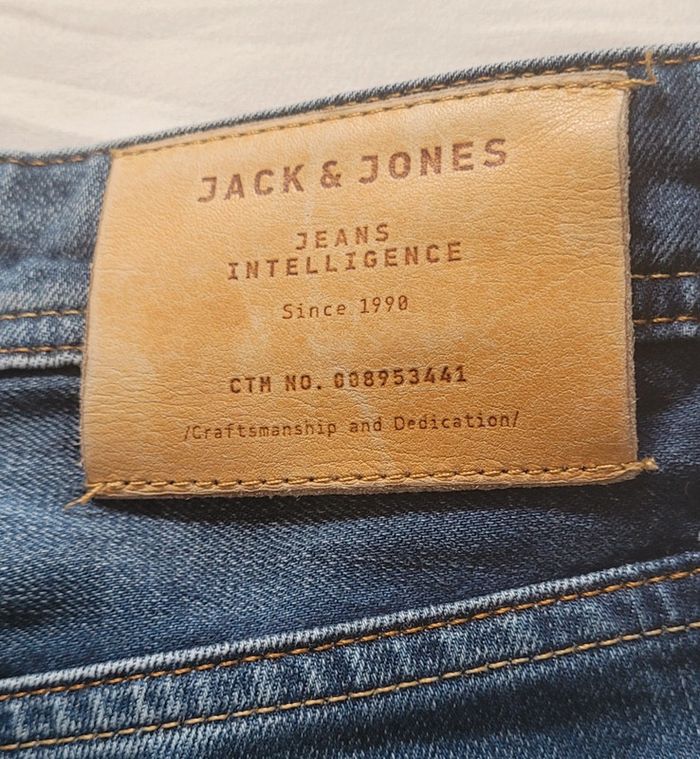 JACK & JONES
JEANS
INTELLIGENCE
Since 1990
CTM NO. 008953441
/Craftsmanship and Dedication/